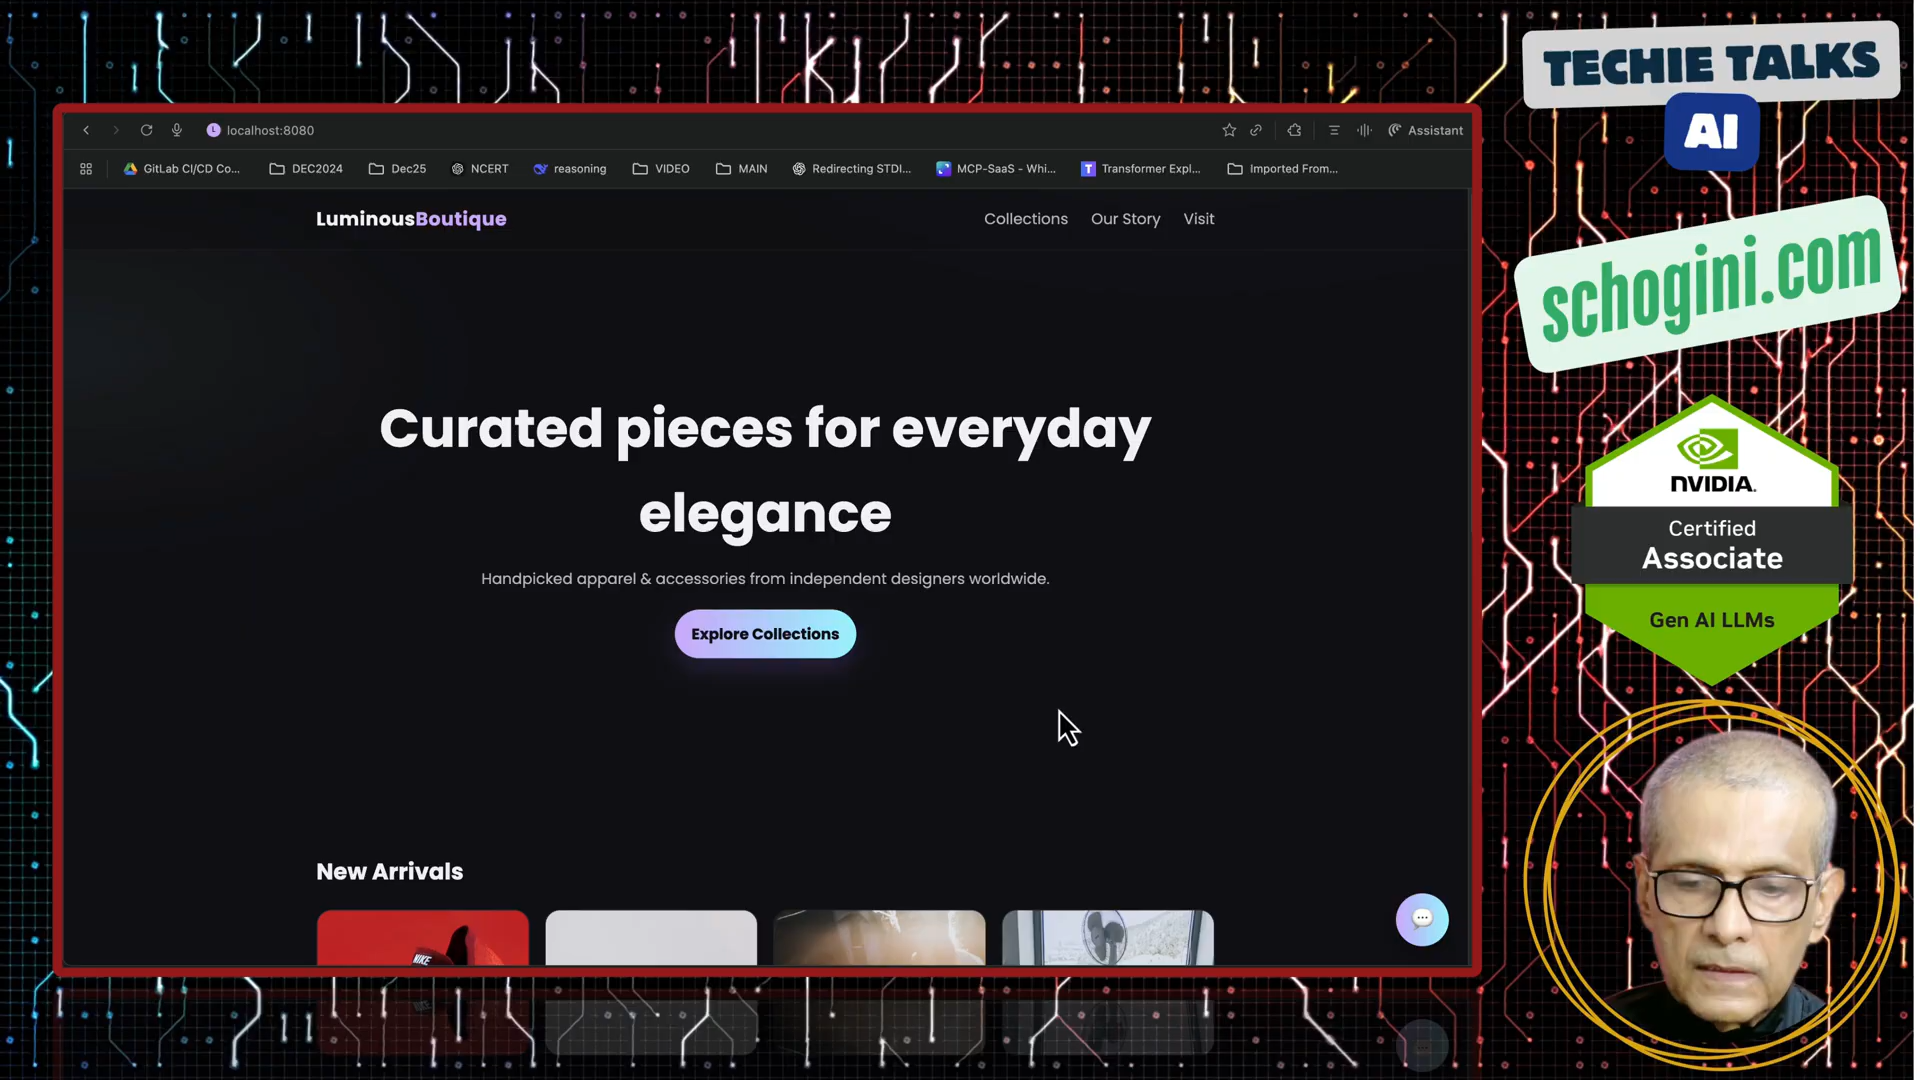 TECHIE TALKS
AI
localhost:8080
Assistant
GitLab CI/CD Co...
DEC2024
Dec25
NCERT
reasoning
VIDEO
MAIN
Redirecting STDI...
MCP-SaaS - Whi...
Transformer Expl...
Imported From...
LuminousBoutique
Collections
Our Story
Visit
schogini.com
Curated pieces for everyday
elegance
Handpicked apparel & accessories from independent designers worldwide.
Explore Collections
NVIDIA.
Certified
Associate
Gen AI LLMs
New Arrivals
NIKE